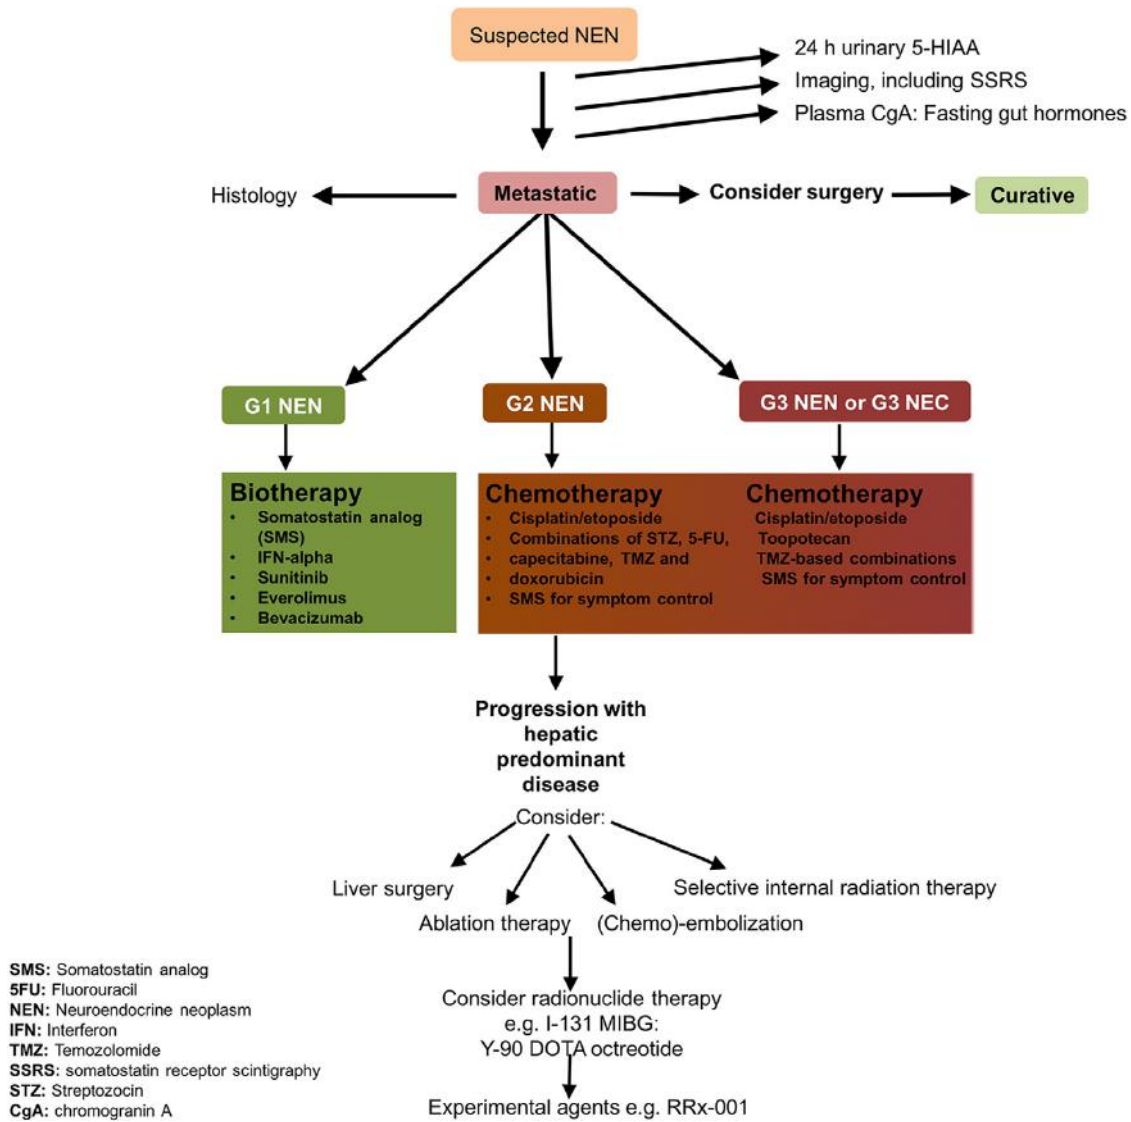 Suspected NEN
24 h urinary 5-HIAA
Imaging, including SSRS
Plasma CgA: Fasting gut hormones
Histology
Metastatic
Consider surgery
Curative
G1 NEN
G2 NEN
G3 NEN or G3 NEC
Biotherapy
• Somatostatin analog
(SMS)
• IFN-alpha
• Sunitinib
• Everolimus
• Bevacizumab
Chemotherapy
• Cisplatin/etoposide
• Combinations of STZ, 5-FU,
• capecitabine, TMZ and
• doxorubicin
• SMS for symptom control
Chemotherapy
Cisplatin/etoposide
Toopotecan
TMZ-based combinations
SMS for symptom control
Progression with
hepatic
predominant
disease
Consider:
Liver surgery
Selective internal radiation therapy
Ablation therapy
(Chemo)-embolization
Consider radionuclide therapy
e.g. I-131 MIBG:
Y-90 DOTA octreotide
Experimental agents e.g. RRx-001
SMS: Somatostatin analog
5FU: Fluorouracil
NEN: Neuroendocrine neoplasm
IFN: Interferon
TMZ: Temozolomide
SSRS: somatostatin receptor scintigraphy
STZ: Streptozocin
CgA: chromogranin A